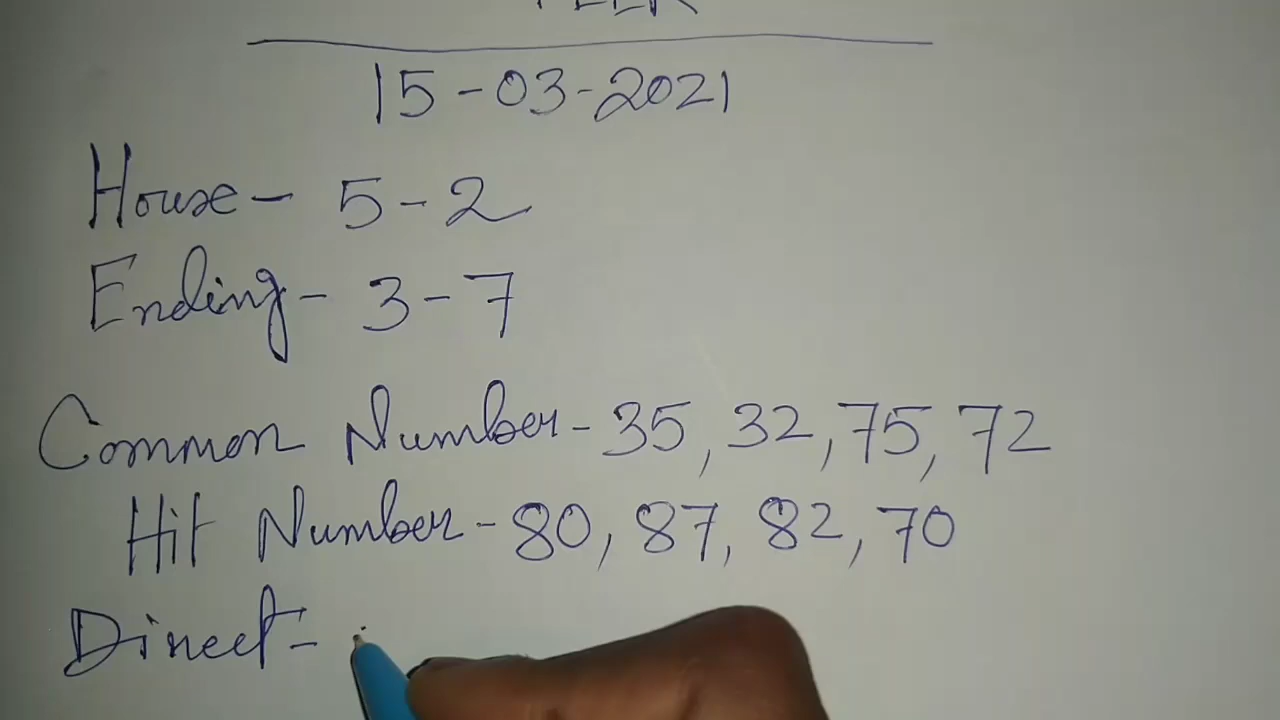 15-03-2021
House- 5-2
Ending- 3-7
Common Number- 35, 32, 75, 72
Hit Number- 80, 87, 82, 70
Direct-